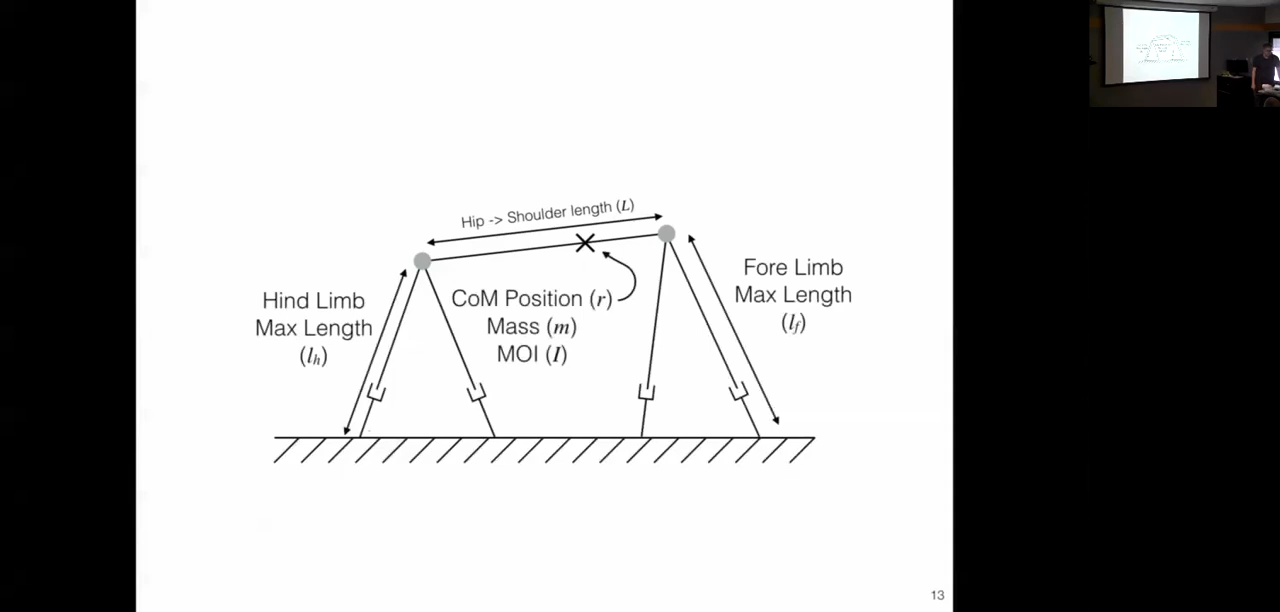 Hip -> Shoulder length (L)
Hind Limb
Max Length
(lh)
CoM Position (r)
Mass (m)
MOI (I)
Fore Limb
Max Length
(lf)
13